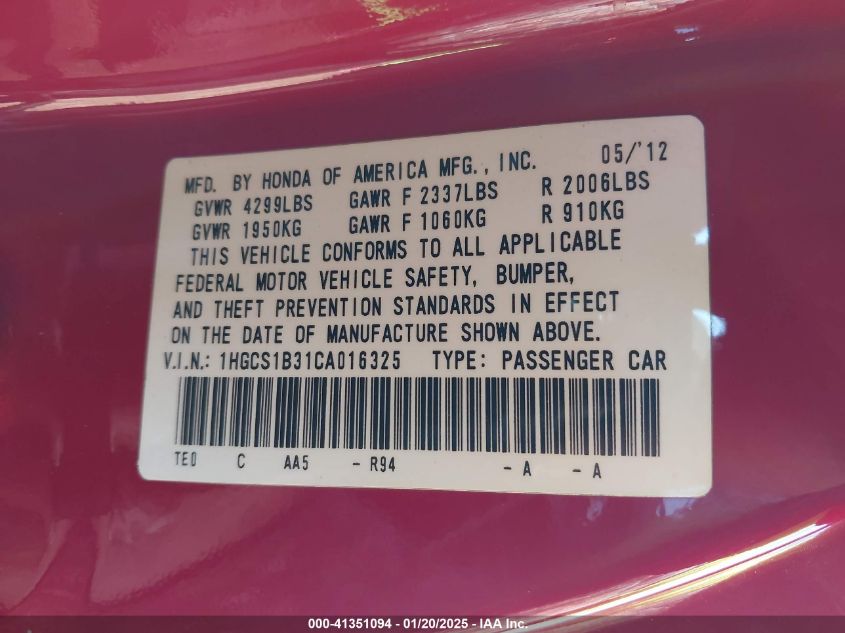 MFD. BY HONDA OF AMERICA MFG., INC. 05/'12
GVWR 4299LBS GAWR F 2337LBS R 2006LBS
GVWR 1950KG GAWR F 1060KG R 910KG
THIS VEHICLE CONFORMS TO ALL APPLICABLE
FEDERAL MOTOR VEHICLE SAFETY, BUMPER,
AND THEFT PREVENTION STANDARDS IN EFFECT
ON THE DATE OF MANUFACTURE SHOWN ABOVE.
V.I.N.: 1HGCS1B31CA016325 TYPE: PASSENGER CAR
TE0 C AA5 - R94 - A - A
000-41351094 - 01/20/2025 - IAA Inc.